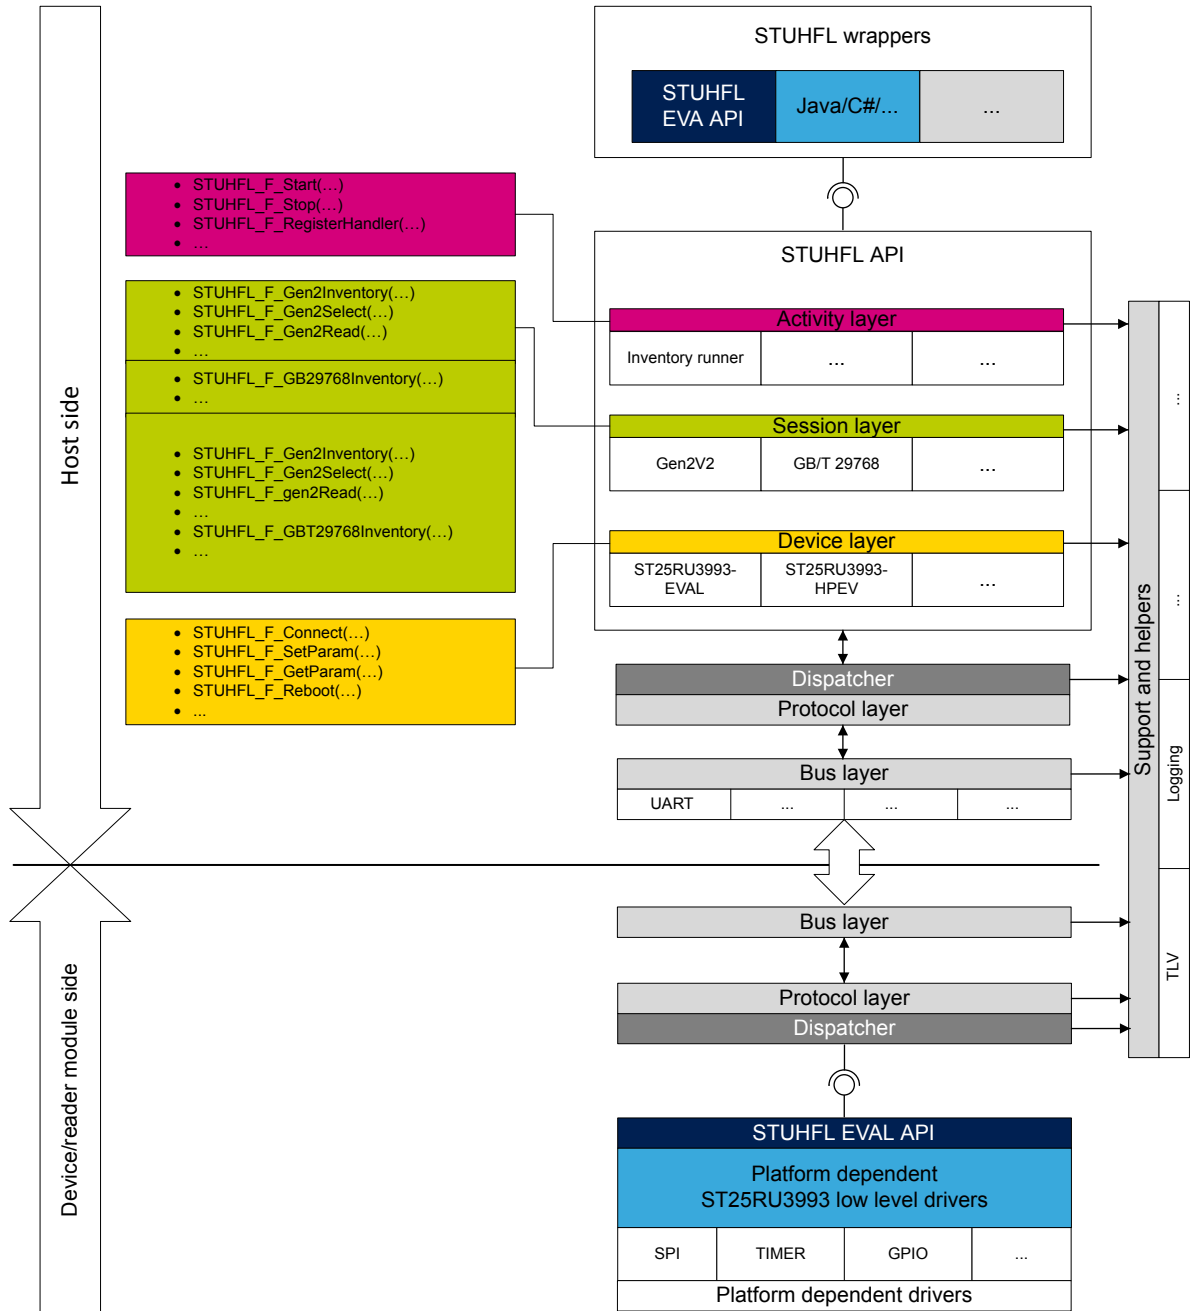 STUHFL wrappers
STUHFL
EVA API
Java/C#/...
...
• STUHFL_F_Start(…)
• STUHFL_F_Stop(…)
• STUHFL_F_RegisterHandler(…)
• …
STUHFL API
Activity layer
Inventory runner
...
...
• STUHFL_F_Gen2Inventory(…)
• STUHFL_F_Gen2Select(…)
• STUHFL_F_Gen2Read(…)
• …
• STUHFL_F_GB29768Inventory(…)
• …
• STUHFL_F_Gen2Inventory(…)
• STUHFL_F_Gen2Select(…)
• STUHFL_F_gen2Read(…)
• …
• STUHFL_F_GBT29768Inventory(…)
• …
Session layer
Gen2V2
GB/T 29768
...
Device layer
ST25RU3993-
EVAL
ST25RU3993-
HPEV
...
• STUHFL_F_Connect(…)
• STUHFL_F_SetParam(…)
• STUHFL_F_GetParam(…)
• STUHFL_F_Reboot(…)
• ...
Dispatcher
Protocol layer
Bus layer
UART
...
...
...
Host side
Support and helpers
...
...
Logging
TLV
Device/reader module side
Bus layer
Protocol layer
Dispatcher
STUHFL EVAL API
Platform dependent
ST25RU3993 low level drivers
SPI
TIMER
GPIO
...
Platform dependent drivers